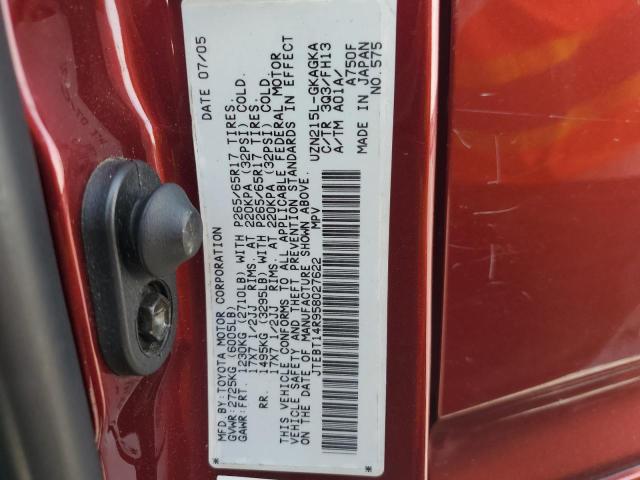 MFD. BY: TOYOTA MOTOR CORPORATION DATE 07/05
GVWR: 2725KG (6005LB)
GAWR: FRT. 1230KG (2710LB) WITH P265/65R17 TIRES.
17X7 1/2JJ RIMS. AT 220KPA (32PSI) COLD.
RR. 1495KG (3295LB) WITH P265/65R17 TIRES.
17X7 1/2JJ RIMS. AT 220KPA (32PSI) COLD.
THIS VEHICLE CONFORMS TO ALL APPLICABLE FEDERAL MOTOR
VEHICLE SAFETY AND THEFT PREVENTION STANDARDS IN EFFECT
ON THE DATE OF MANUFACTURE SHOWN ABOVE.
JTEBT14R958027622 MPV
UZN215L-GKAGKA
C/TR 3Q3/FH13
A/TM A01A/
A750F
MADE IN JAPAN
NO.575